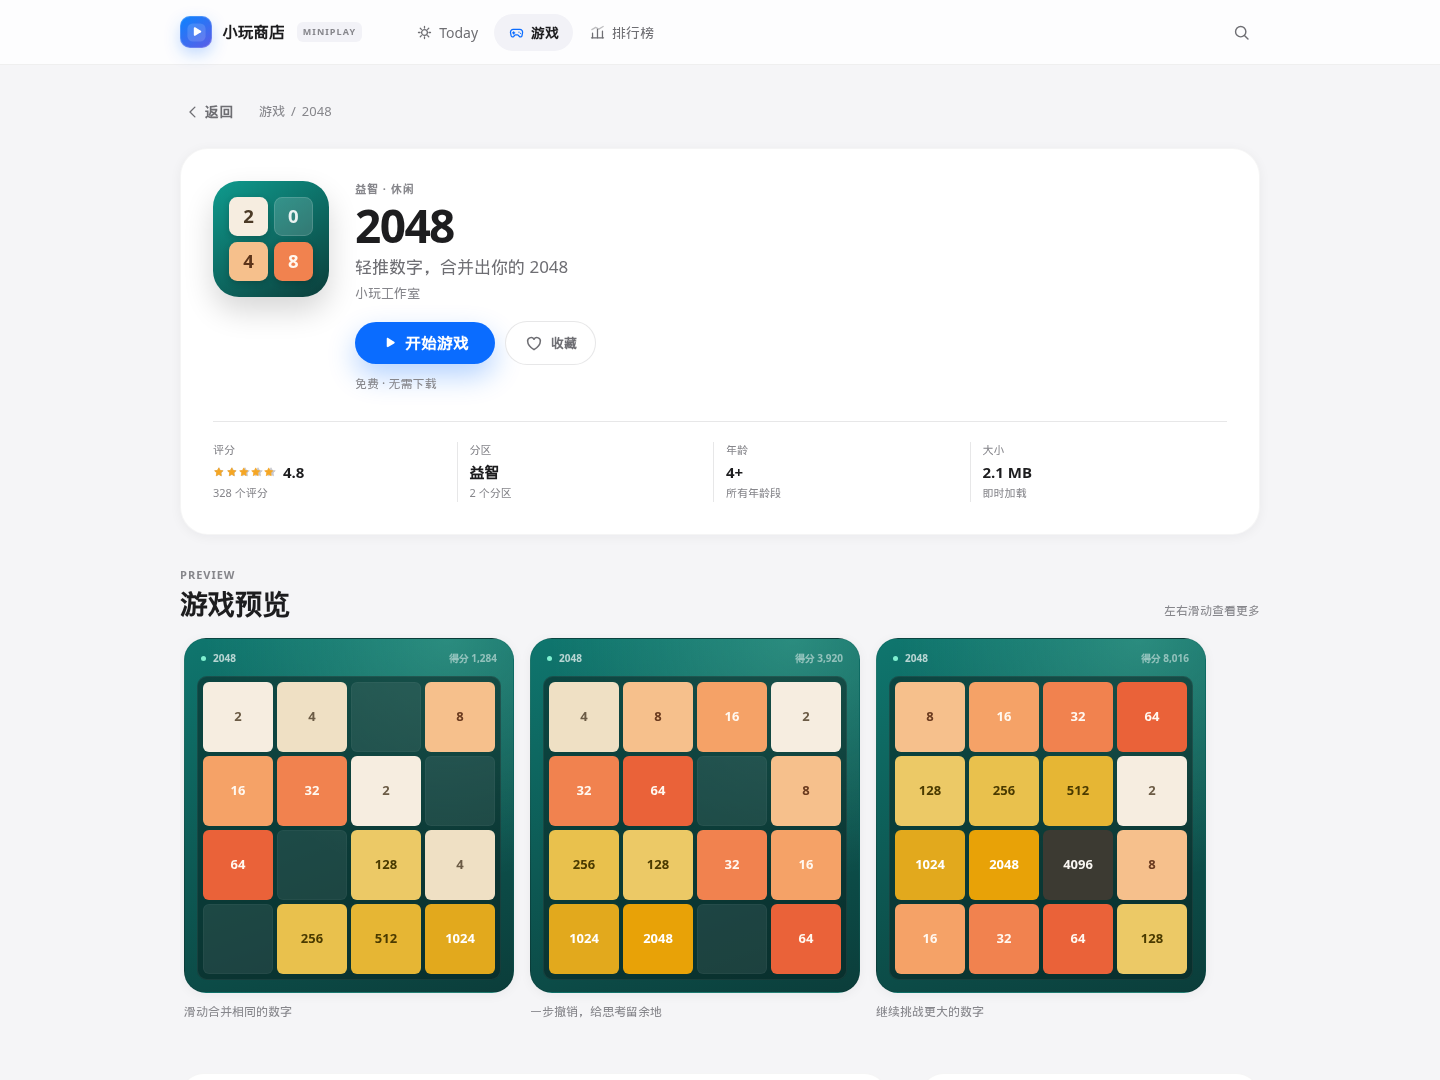 小玩商店 MINIPLAY Today 游戏 排行榜
返回 游戏 / 2048
2 0
4 8
益智 · 休闲
2048
轻推数字，合并出你的 2048
小玩工作室
开始游戏 收藏
免费 · 无需下载
评分 分区 年龄 大小
4.8 益智 4+ 2.1 MB
328 个评分 2 个分区 所有年龄段 即时加载
PREVIEW
游戏预览
左右滑动查看更多
2048 得分 1,284
2 4 8
16 32 2
64 128 4
256 512 1024
滑动合并相同的数字
2048 得分 3,920
4 8 16 2
32 64 8
256 128 32 16
1024 2048 64
一步撤销，给思考留余地
2048 得分 8,016
8 16 32 64
128 256 512 2
1024 2048 4096 8
16 32 64 128
继续挑战更大的数字